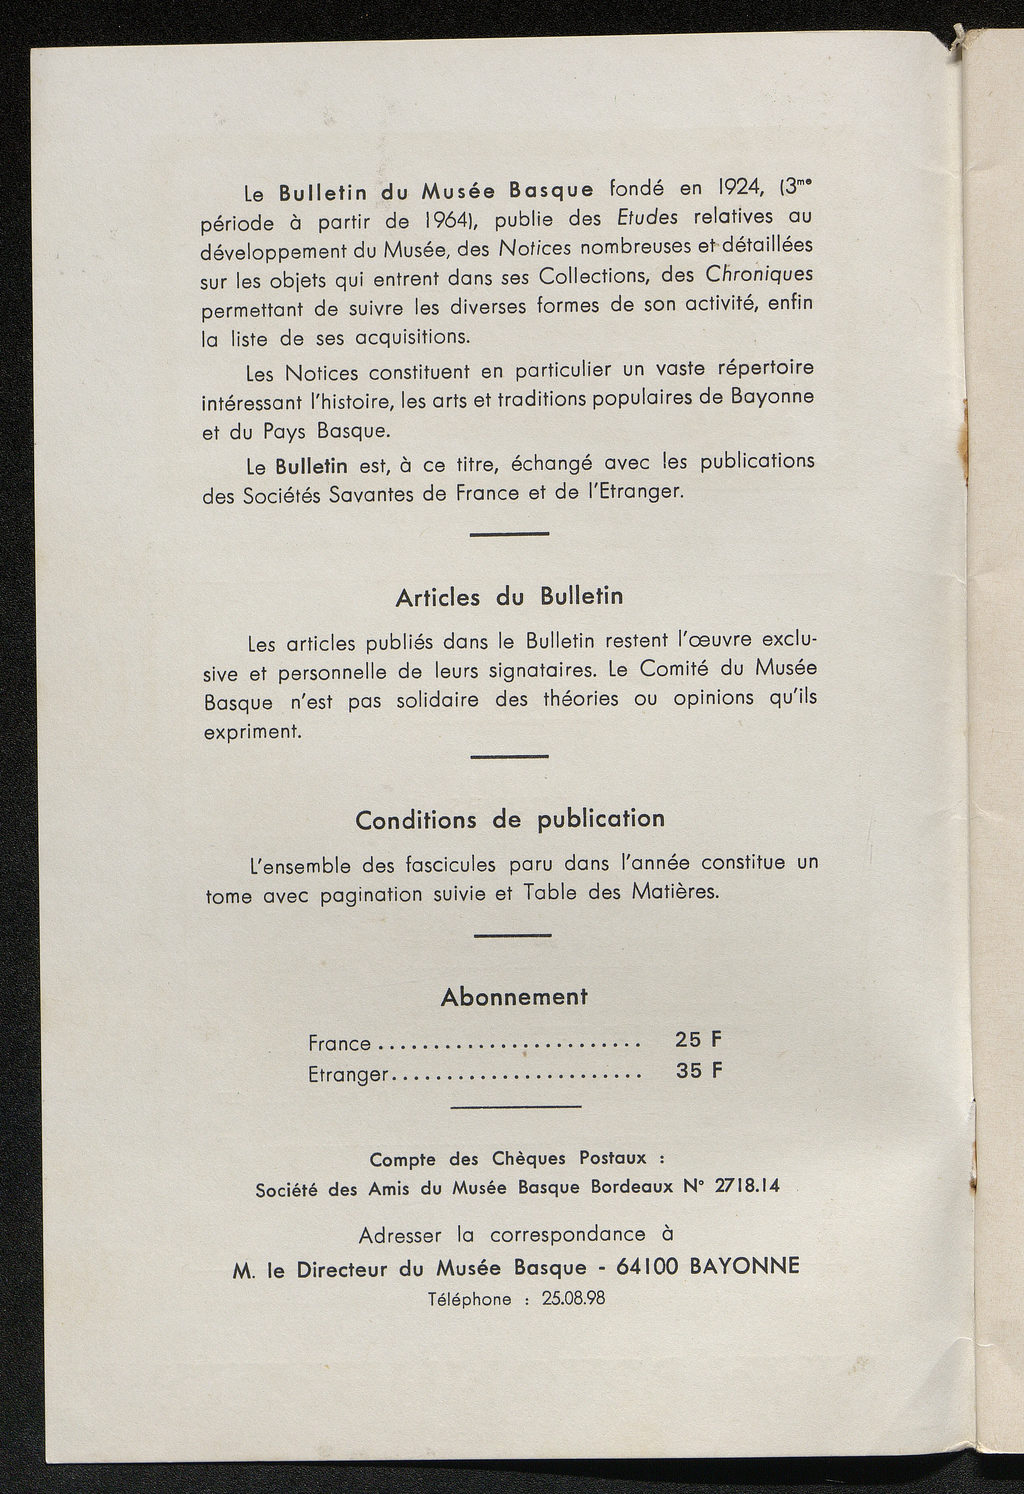 Le Bulletin du Musée Basque fondé en 1924, (3me
période à partir de 1964), publie des Etudes relatives au
développement du Musée, des Notices nombreuses et détaillées
sur les objets qui entrent dans ses Collections, des Chroniques
permettant de suivre les diverses formes de son activité, enfin
la liste de ses acquisitions.
Les Notices constituent en particulier un vaste répertoire
intéressant l'histoire, les arts et traditions populaires de Bayonne
et du Pays Basque.
Le Bulletin est, à ce titre, échangé avec les publications
des Sociétés Savantes de France et de l'Etranger.
Articles du Bulletin
Les articles publiés dans le Bulletin restent l'œuvre exclu-
sive et personnelle de leurs signataires. Le Comité du Musée
Basque n'est pas solidaire des théories ou opinions qu'ils
expriment.
Conditions de publication
L'ensemble des fascicules paru dans l'année constitue un
tome avec pagination suivie et Table des Matières.
Abonnement
France ........................ 25 F
Etranger....................... 35 F
Compte des Chèques Postaux :
Société des Amis du Musée Basque Bordeaux N° 2718.14
Adresser la correspondance à
M. le Directeur du Musée Basque - 64100 BAYONNE
Téléphone : 25.08.98